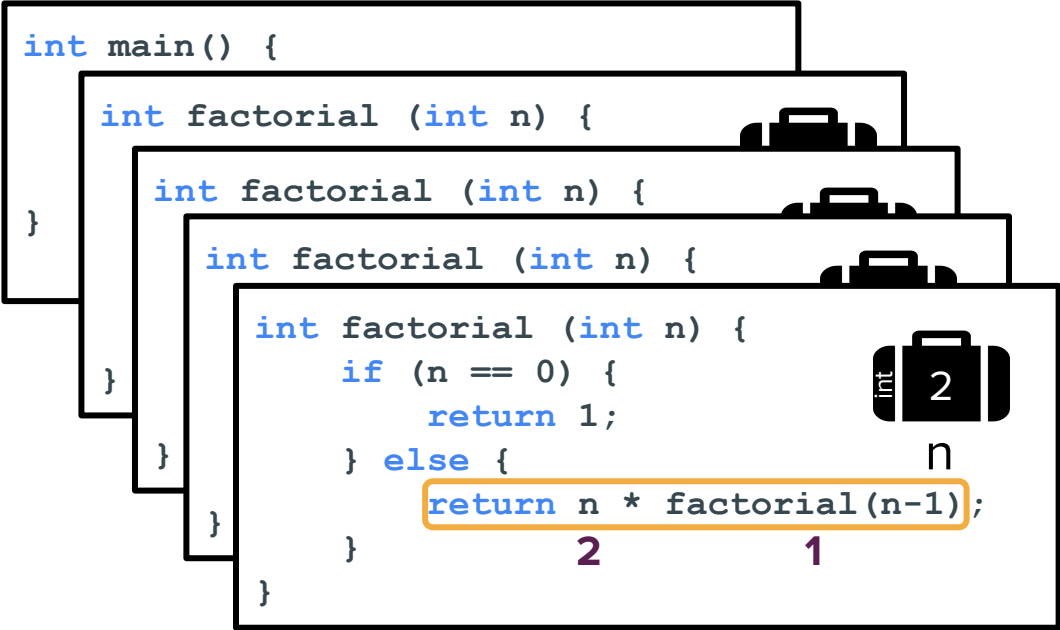 int main() {
int factorial (int n) {
int factorial (int n) {
}
int factorial (int n) {
int factorial (int n) {
if (n == 0) {
}
int
2
return 1;
}
} else {
n
return n * factorial(n-1);
}
}
2
1
}